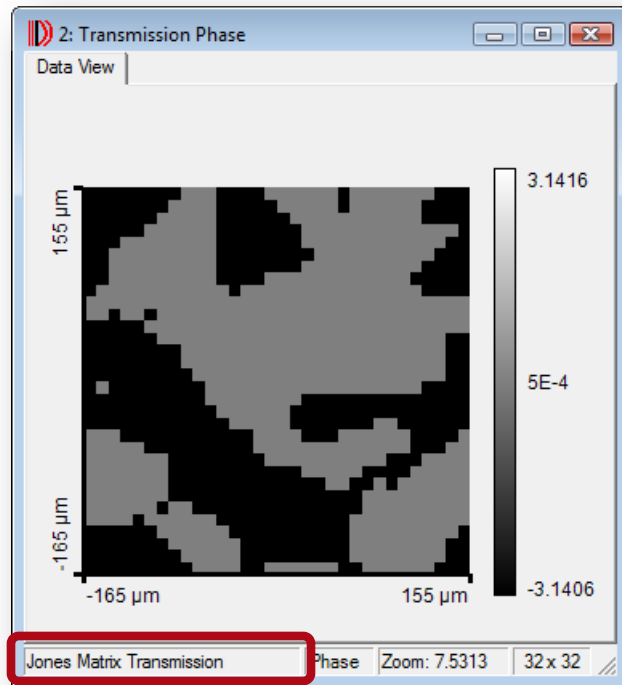 2: Transmission Phase
Data View
155 µm
-165 µm
-165 µm
155 µm
3.1416
5E-4
-3.1406
Jones Matrix Transmission Phase Zoom: 7.5313 32 x 32